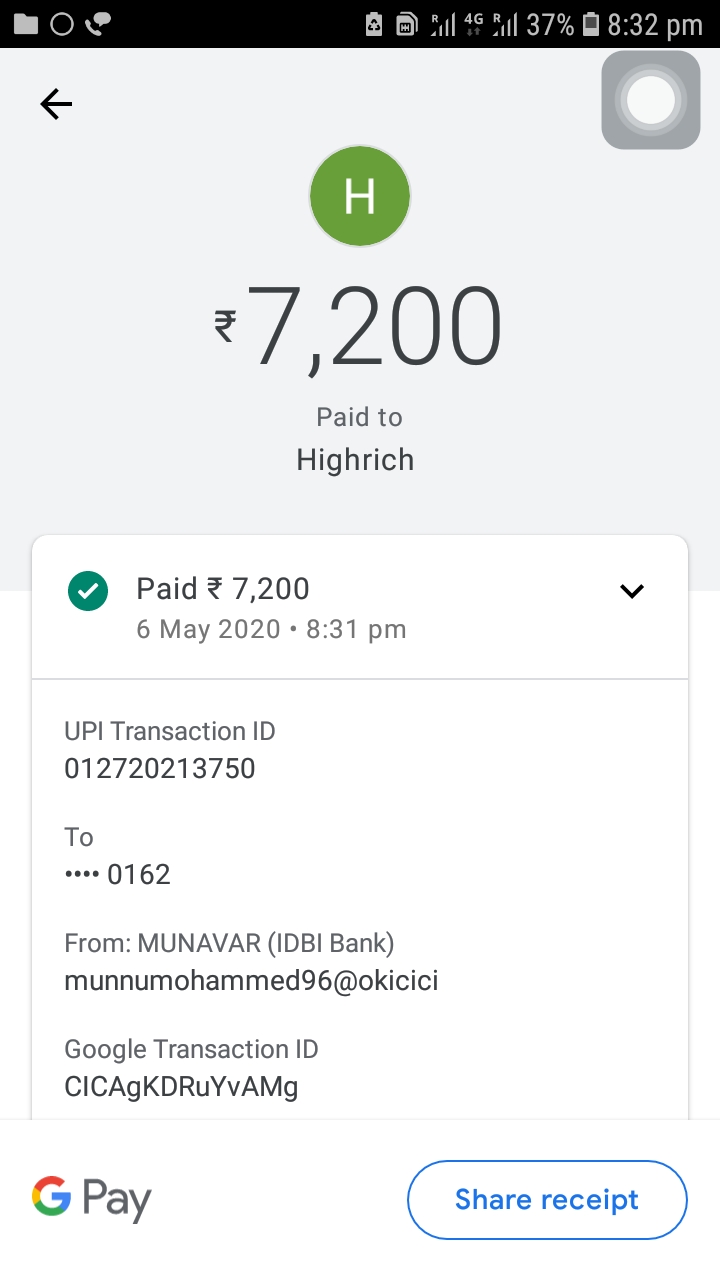 R 4G R 37% 8:32 pm
H
₹7,200
Paid to
Highrich
Paid ₹ 7,200
6 May 2020 • 8:31 pm
UPI Transaction ID
012720213750
To
•••• 0162
From: MUNAVAR (IDBI Bank)
munnumohammed96@okicici
Google Transaction ID
CICAgKDRuYvAMg
G Pay
Share receipt